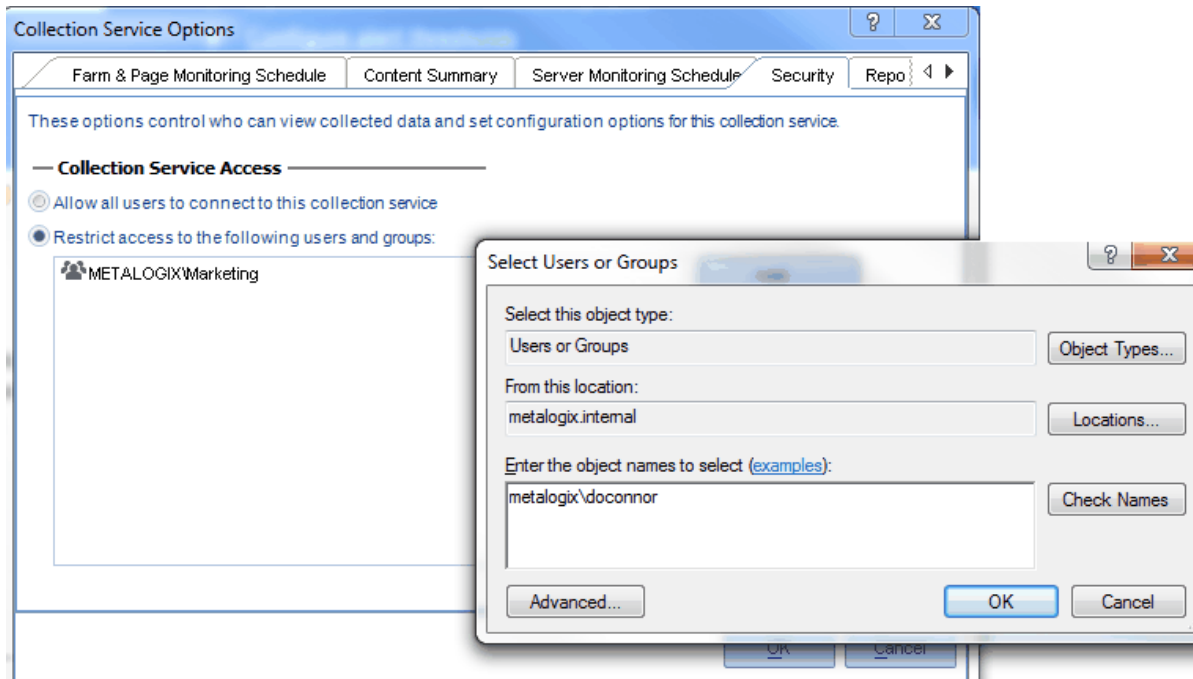 Collection Service Options
Farm & Page Monitoring Schedule Content Summary Server Monitoring Schedule Security Repo
These options control who can view collected data and set configuration options for this collection service.
Collection Service Access
Allow all users to connect to this collection service
Restrict access to the following users and groups:
METALOGIX\Marketing
Select Users or Groups
Select this object type:
Users or Groups
Object Types...
From this location:
metalogix.internal
Locations...
Enter the object names to select (examples):
metalogix\doconnor
Check Names
Advanced...
OK
Cancel
OK
Cancel